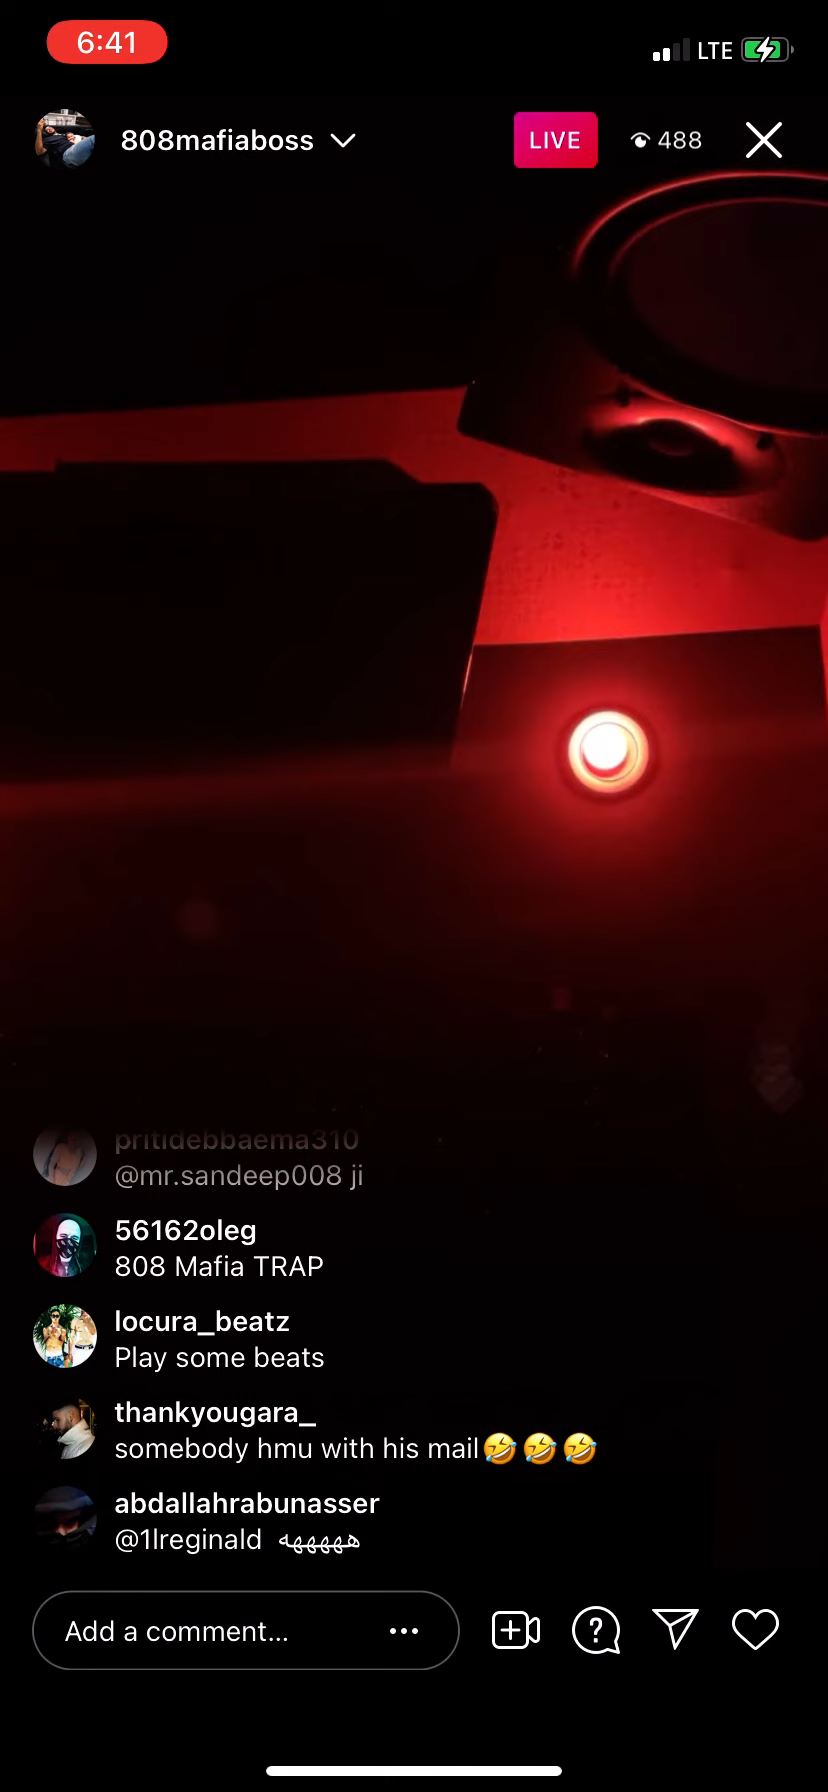 6:41
LTE
808mafiaboss
LIVE
488
pritidebbaema310
@mr.sandeep008 ji
56162oleg
808 Mafia TRAP
locura_beatz
Play some beats
thankyougara_
somebody hmu with his mail🤣🤣🤣
abdallahrabunasser
@1lreginald هههههه
Add a comment...